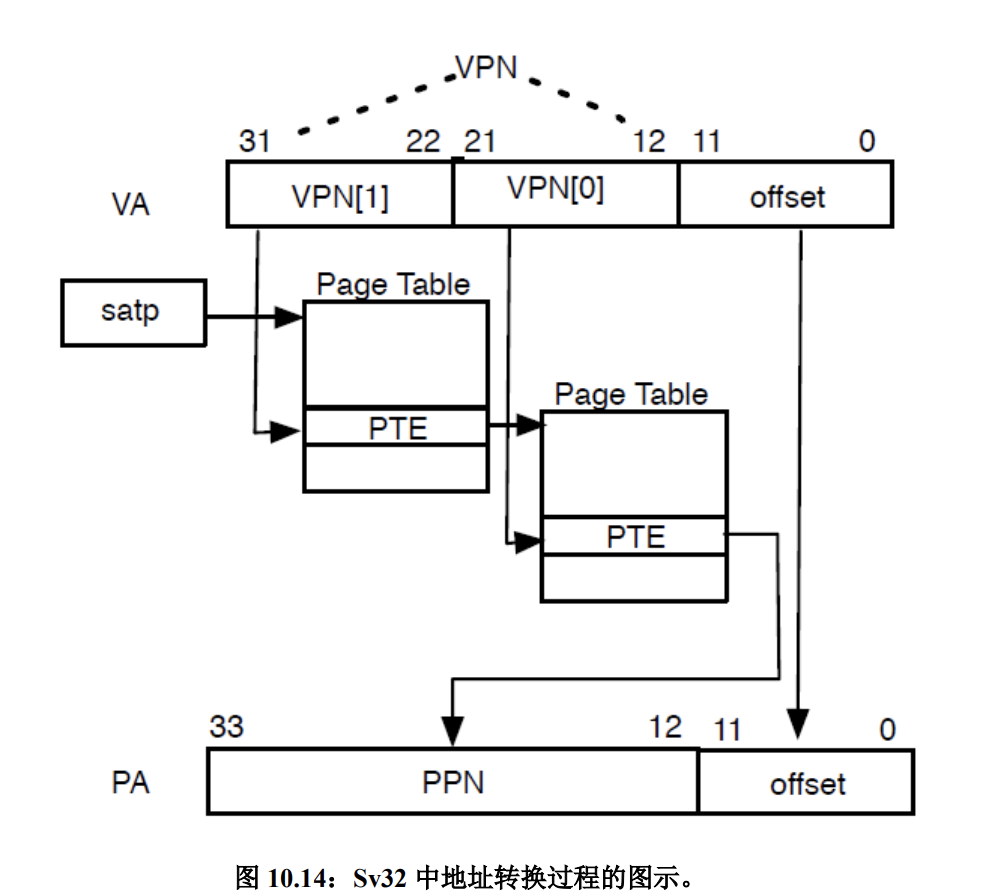 VPN
31 22 21 12 11 0
VA VPN[1] VPN[0] offset
satp
Page Table
PTE
Page Table
PTE
33 12 11 0
PA PPN offset
图 10.14：Sv32 中地址转换过程的图示。